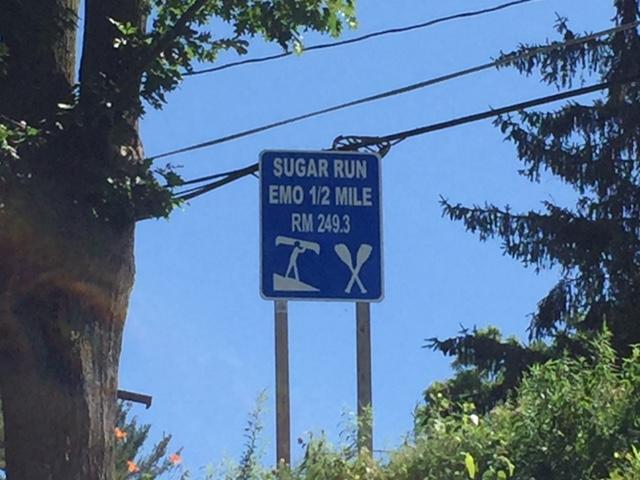 SUGAR RUN
EMO 1/2 MILE
RM 249.3